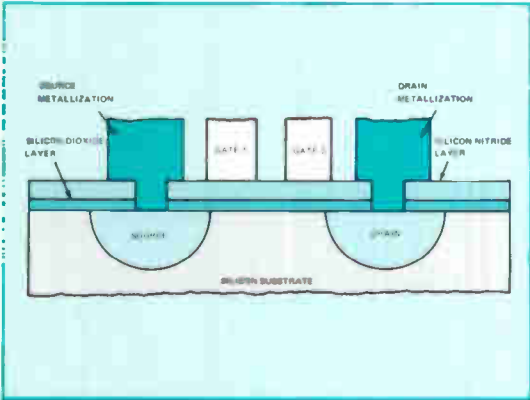 SOURCE
METALLIZATION
DRAIN
METALLIZATION
SILICON DIOXIDE
LAYER
SILICON NITRIDE
LAYER
GATE 1
GATE 2
SOURCE
DRAIN
SILICON SUBSTRATE